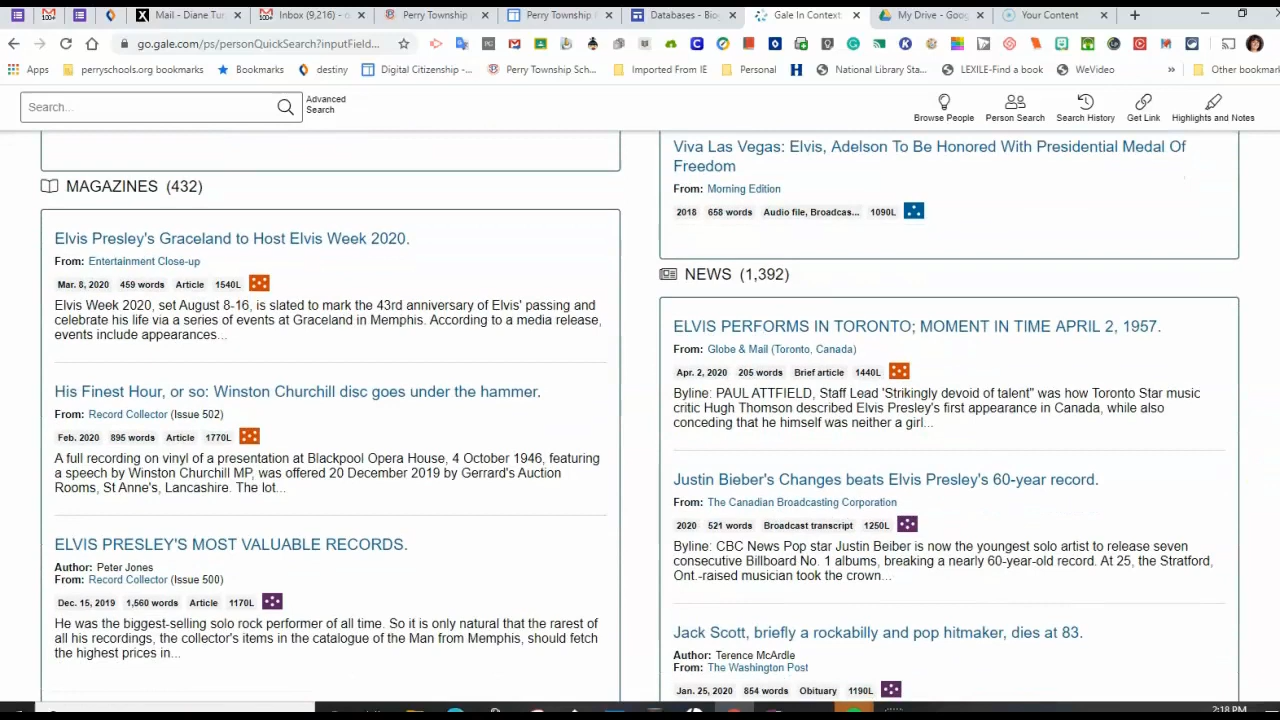 Mail - Diane Tur
Inbox (9,216) - d
Perry Township
Perry Township
Databases - Bio
Gale In Context
My Drive - Goog
Your Content
go.gale.com/ps/personQuickSearch?inputField...
Apps
perryschools.org bookmarks
Bookmarks
destiny
Digital Citizenship -...
Perry Township Sch...
Imported From IE
Personal
National Library Sta...
LEXILE-Find a book
WeVideo
»
Other bookmar
Search...
Advanced
Search
Browse People
Person Search
Search History
Get Link
Highlights and Notes
MAGAZINES (432)
Elvis Presley's Graceland to Host Elvis Week 2020.
From: Entertainment Close-up
Mar. 8, 2020 459 words Article 1540L
Elvis Week 2020, set August 8-16, is slated to mark the 43rd anniversary of Elvis' passing and
celebrate his life via a series of events at Graceland in Memphis. According to a media release,
events include appearances...
His Finest Hour, or so: Winston Churchill disc goes under the hammer.
From: Record Collector (Issue 502)
Feb. 2020 895 words Article 1770L
A full recording on vinyl of a presentation at Blackpool Opera House, 4 October 1946, featuring
a speech by Winston Churchill MP, was offered 20 December 2019 by Gerrard's Auction
Rooms, St Anne's, Lancashire. The lot...
ELVIS PRESLEY'S MOST VALUABLE RECORDS.
Author: Peter Jones
From: Record Collector (Issue 500)
Dec. 15, 2019 1,560 words Article 1170L
He was the biggest-selling solo rock performer of all time. So it is only natural that the rarest of
all his recordings, the collector's items in the catalogue of the Man from Memphis, should fetch
the highest prices in...
Viva Las Vegas: Elvis, Adelson To Be Honored With Presidential Medal Of
Freedom
From: Morning Edition
2018 658 words Audio file, Broadcas... 1090L
NEWS (1,392)
ELVIS PERFORMS IN TORONTO; MOMENT IN TIME APRIL 2, 1957.
From: Globe & Mail (Toronto, Canada)
Apr. 2, 2020 205 words Brief article 1440L
Byline: PAUL ATTFIELD, Staff Lead 'Strikingly devoid of talent" was how Toronto Star music
critic Hugh Thomson described Elvis Presley's first appearance in Canada, while also
conceding that he himself was neither a girl...
Justin Bieber's Changes beats Elvis Presley's 60-year record.
From: The Canadian Broadcasting Corporation
2020 521 words Broadcast transcript 1250L
Byline: CBC News Pop star Justin Beiber is now the youngest solo artist to release seven
consecutive Billboard No. 1 albums, breaking a nearly 60-year-old record. At 25, the Stratford,
Ont.-raised musician took the crown...
Jack Scott, briefly a rockabilly and pop hitmaker, dies at 83.
Author: Terence McArdle
From: The Washington Post
Jan. 25, 2020 854 words Obituary 1190L
2:18 PM